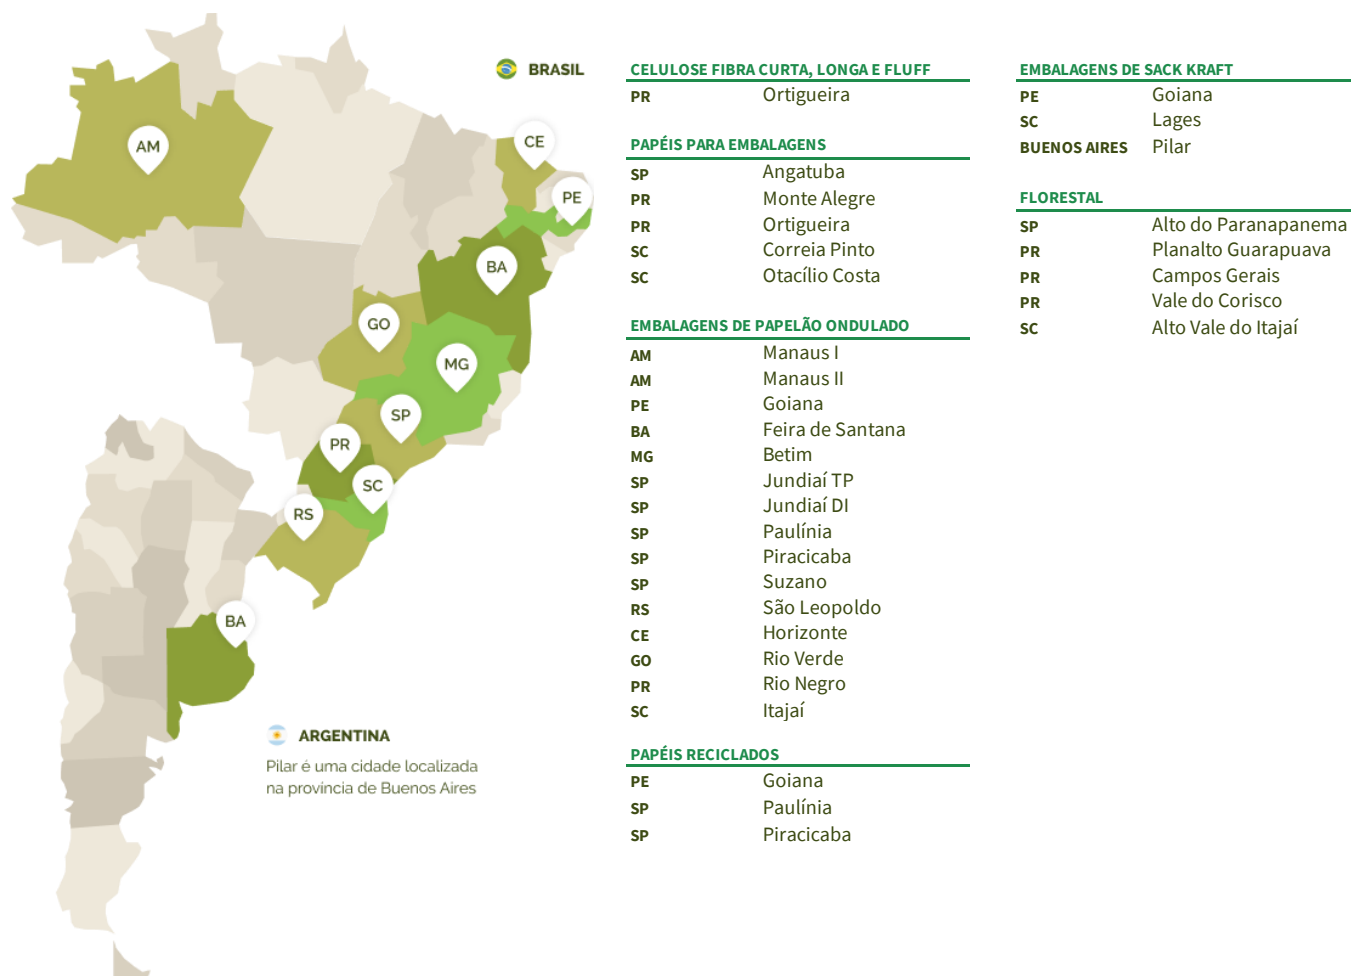 BRASIL
AM
CE
PE
BA
GO
MG
SP
PR
SC
RS
BA
ARGENTINA
Pilar é uma cidade localizada
na província de Buenos Aires
CELULOSE FIBRA CURTA, LONGA E FLUFF
PR Ortigueira
PAPÉIS PARA EMBALAGENS
SP Angatuba
PR Monte Alegre
PR Ortigueira
SC Correia Pinto
SC Otacílio Costa
EMBALAGENS DE PAPELÃO ONDULADO
AM Manaus I
AM Manaus II
PE Goiana
BA Feira de Santana
MG Betim
SP Jundiaí TP
SP Jundiaí DI
SP Paulínia
SP Piracicaba
SP Suzano
RS São Leopoldo
CE Horizonte
GO Rio Verde
PR Rio Negro
SC Itajaí
PAPÉIS RECICLADOS
PE Goiana
SP Paulínia
SP Piracicaba
EMBALAGENS DE SACK KRAFT
PE Goiana
SC Lages
BUENOS AIRES Pilar
FLORESTAL
SP Alto do Paranapanema
PR Planalto Guarapuava
PR Campos Gerais
PR Vale do Corisco
SC Alto Vale do Itajaí